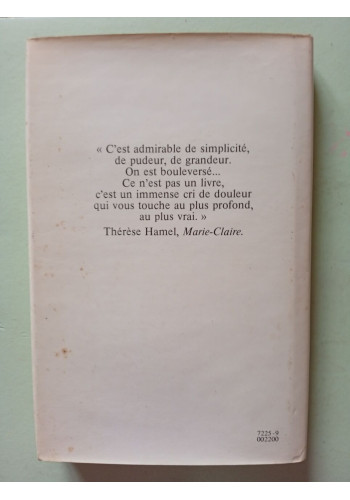 « C'est admirable de simplicité,
de pudeur, de grandeur.
On est bouleversé...
Ce n'est pas un livre,
c'est un immense cri de douleur
qui vous touche au plus profond,
au plus vrai. »
Thérèse Hamel, Marie-Claire.
7225-9
002200